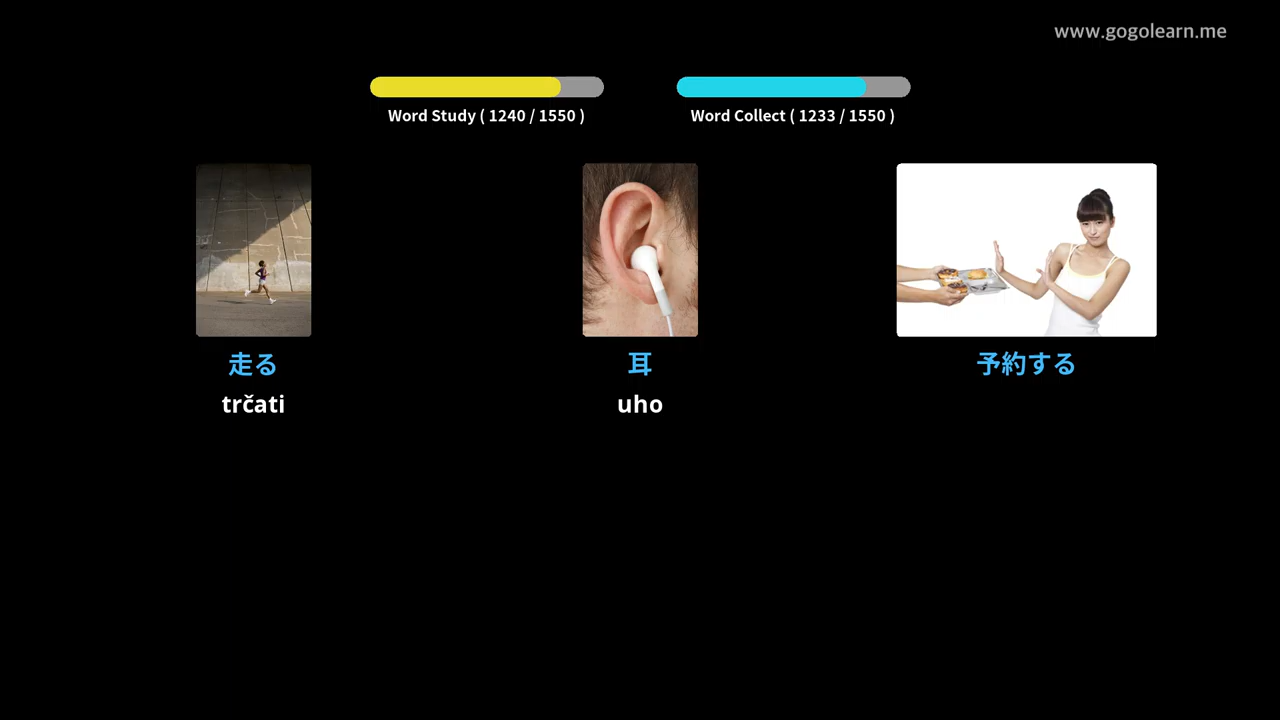 www.gogolearn.me
Word Study ( 1240 / 1550 )
Word Collect ( 1233 / 1550 )
走る
trčati
耳
uho
予約する